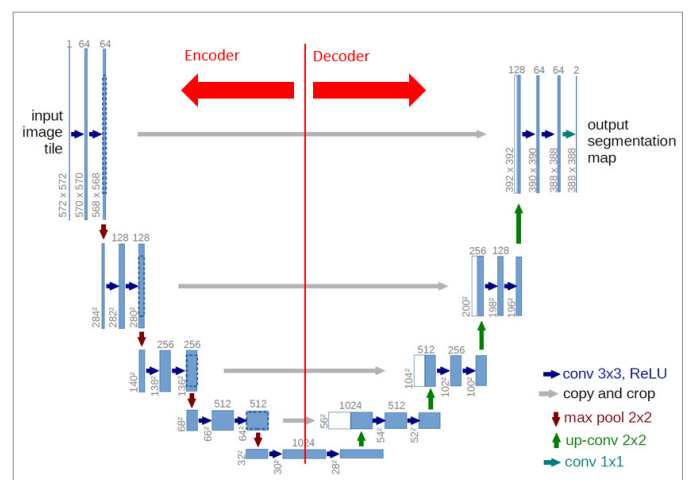 Encoder
Decoder
1 64 64
128 64 64 2
input
image
tile
output
segmentation
map
572 x 572
570 x 570
568 x 568
392 x 392
390 x 390
388 x 388
388 x 388
128 128
256 128
284²
282²
280²
200²
198²
196²
256 256
512 256
140²
138²
136²
104²
102²
100²
512 512
1024 512
68²
66²
64²
56²
54²
52²
1024
32²
30²
28²
conv 3x3, ReLU
copy and crop
max pool 2x2
up-conv 2x2
conv 1x1